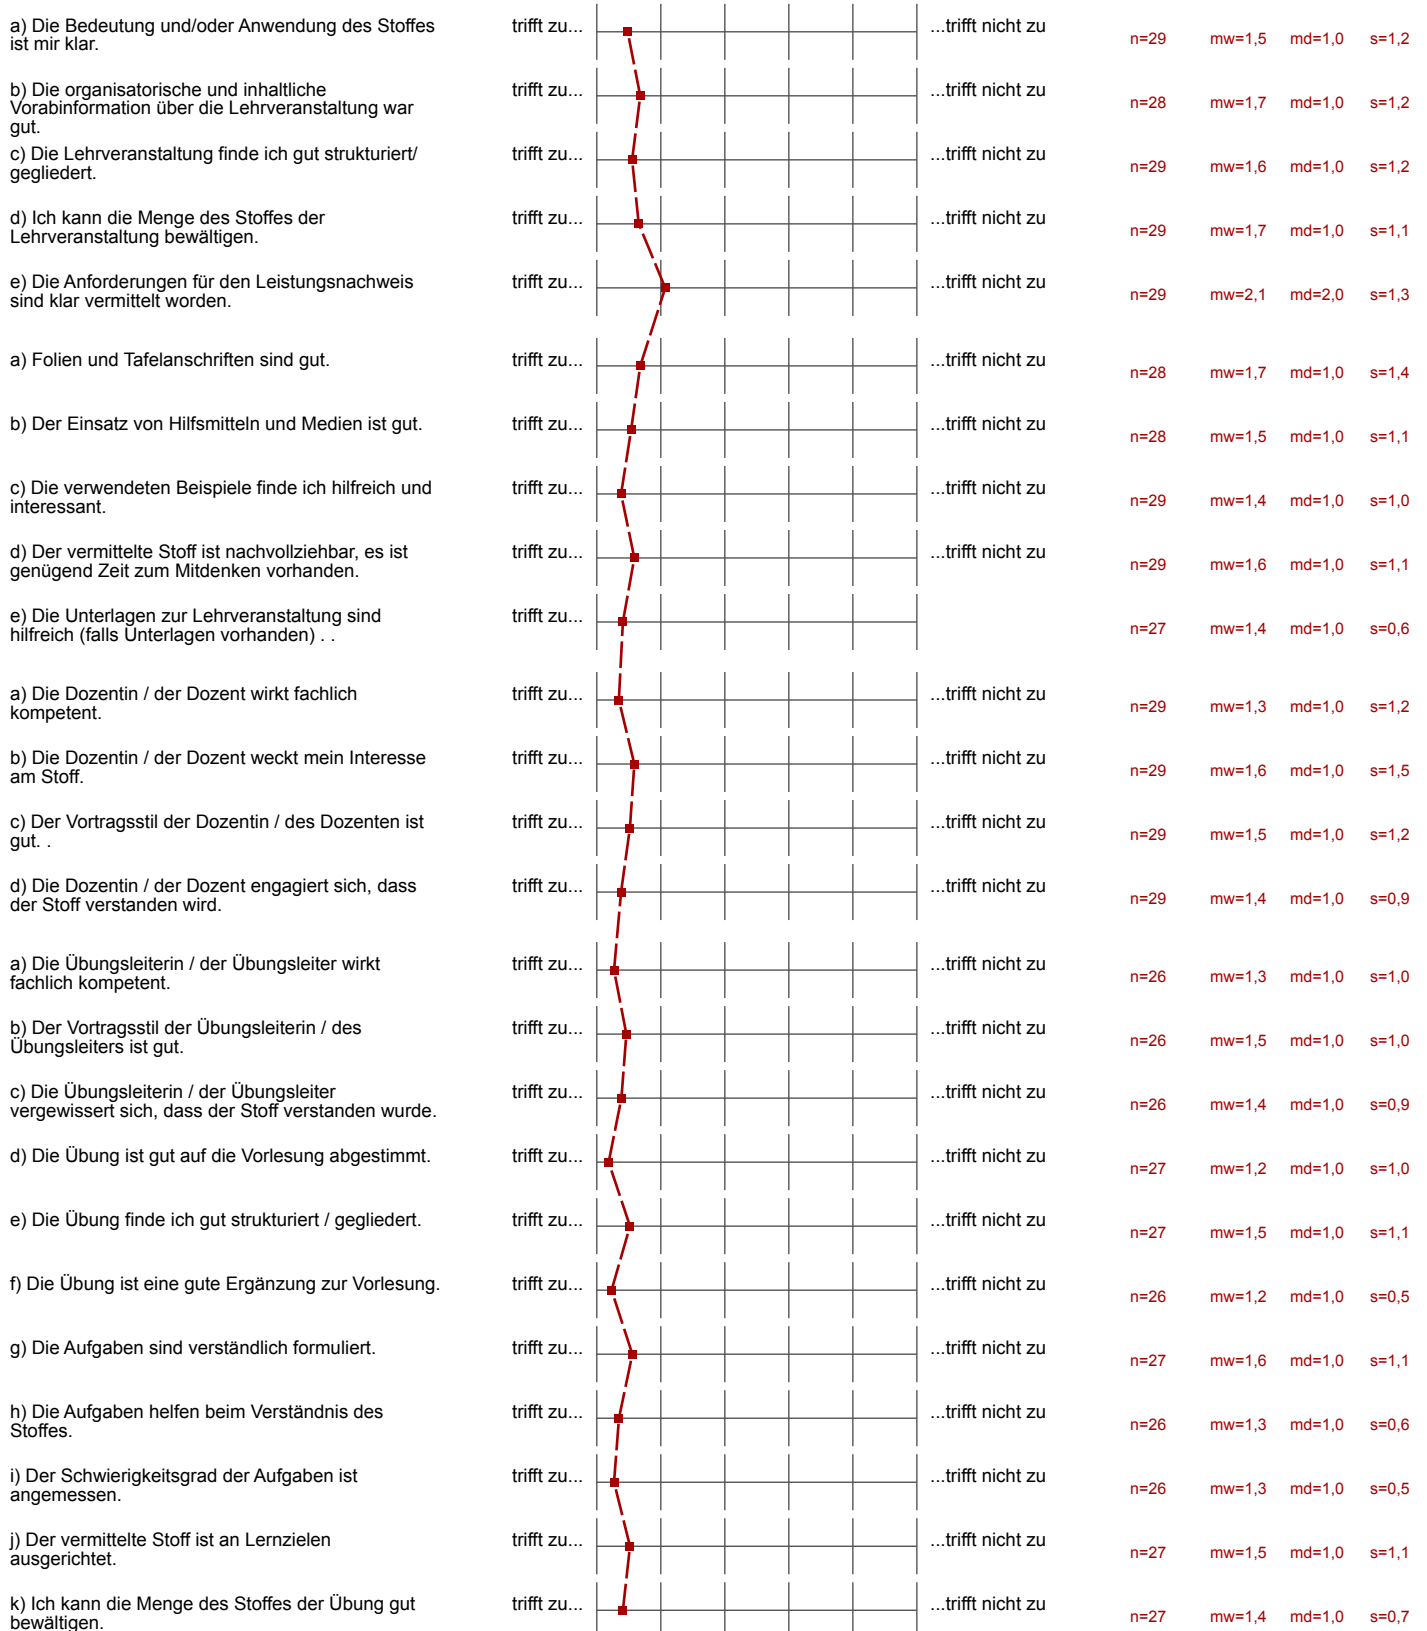 a) Die Bedeutung und/oder Anwendung des Stoffes
ist mir klar.
trifft zu... ...trifft nicht zu
n=29 mw=1,5 md=1,0 s=1,2
b) Die organisatorische und inhaltliche
Vorabinformation über die Lehrveranstaltung war
gut.
trifft zu... ...trifft nicht zu
n=28 mw=1,7 md=1,0 s=1,2
c) Die Lehrveranstaltung finde ich gut strukturiert/
gegliedert.
trifft zu... ...trifft nicht zu
n=29 mw=1,6 md=1,0 s=1,2
d) Ich kann die Menge des Stoffes der
Lehrveranstaltung bewältigen.
trifft zu... ...trifft nicht zu
n=29 mw=1,7 md=1,0 s=1,1
e) Die Anforderungen für den Leistungsnachweis
sind klar vermittelt worden.
trifft zu... ...trifft nicht zu
n=29 mw=2,1 md=2,0 s=1,3
a) Folien und Tafelanschriften sind gut.
trifft zu... ...trifft nicht zu
n=28 mw=1,7 md=1,0 s=1,4
b) Der Einsatz von Hilfsmitteln und Medien ist gut.
trifft zu... ...trifft nicht zu
n=28 mw=1,5 md=1,0 s=1,1
c) Die verwendeten Beispiele finde ich hilfreich und
interessant.
trifft zu... ...trifft nicht zu
n=29 mw=1,4 md=1,0 s=1,0
d) Der vermittelte Stoff ist nachvollziehbar, es ist
genügend Zeit zum Mitdenken vorhanden.
trifft zu... ...trifft nicht zu
n=29 mw=1,6 md=1,0 s=1,1
e) Die Unterlagen zur Lehrveranstaltung sind
hilfreich (falls Unterlagen vorhanden) . .
trifft zu...
n=27 mw=1,4 md=1,0 s=0,6
a) Die Dozentin / der Dozent wirkt fachlich
kompetent.
trifft zu... ...trifft nicht zu
n=29 mw=1,3 md=1,0 s=1,2
b) Die Dozentin / der Dozent weckt mein Interesse
am Stoff.
trifft zu... ...trifft nicht zu
n=29 mw=1,6 md=1,0 s=1,5
c) Der Vortragsstil der Dozentin / des Dozenten ist
gut. .
trifft zu... ...trifft nicht zu
n=29 mw=1,5 md=1,0 s=1,2
d) Die Dozentin / der Dozent engagiert sich, dass
der Stoff verstanden wird.
trifft zu... ...trifft nicht zu
n=29 mw=1,4 md=1,0 s=0,9
a) Die Übungsleiterin / der Übungsleiter wirkt
fachlich kompetent.
trifft zu... ...trifft nicht zu
n=26 mw=1,3 md=1,0 s=1,0
b) Der Vortragsstil der Übungsleiterin / des
Übungsleiters ist gut.
trifft zu... ...trifft nicht zu
n=26 mw=1,5 md=1,0 s=1,0
c) Die Übungsleiterin / der Übungsleiter
vergewissert sich, dass der Stoff verstanden wurde.
trifft zu... ...trifft nicht zu
n=26 mw=1,4 md=1,0 s=0,9
d) Die Übung ist gut auf die Vorlesung abgestimmt.
trifft zu... ...trifft nicht zu
n=27 mw=1,2 md=1,0 s=1,0
e) Die Übung finde ich gut strukturiert / gegliedert.
trifft zu... ...trifft nicht zu
n=27 mw=1,5 md=1,0 s=1,1
f) Die Übung ist eine gute Ergänzung zur Vorlesung.
trifft zu... ...trifft nicht zu
n=26 mw=1,2 md=1,0 s=0,5
g) Die Aufgaben sind verständlich formuliert.
trifft zu... ...trifft nicht zu
n=27 mw=1,6 md=1,0 s=1,1
h) Die Aufgaben helfen beim Verständnis des
Stoffes.
trifft zu... ...trifft nicht zu
n=26 mw=1,3 md=1,0 s=0,6
i) Der Schwierigkeitsgrad der Aufgaben ist
angemessen.
trifft zu... ...trifft nicht zu
n=26 mw=1,3 md=1,0 s=0,5
j) Der vermittelte Stoff ist an Lernzielen
ausgerichtet.
trifft zu... ...trifft nicht zu
n=27 mw=1,5 md=1,0 s=1,1
k) Ich kann die Menge des Stoffes der Übung gut
bewältigen.
trifft zu... ...trifft nicht zu
n=27 mw=1,4 md=1,0 s=0,7